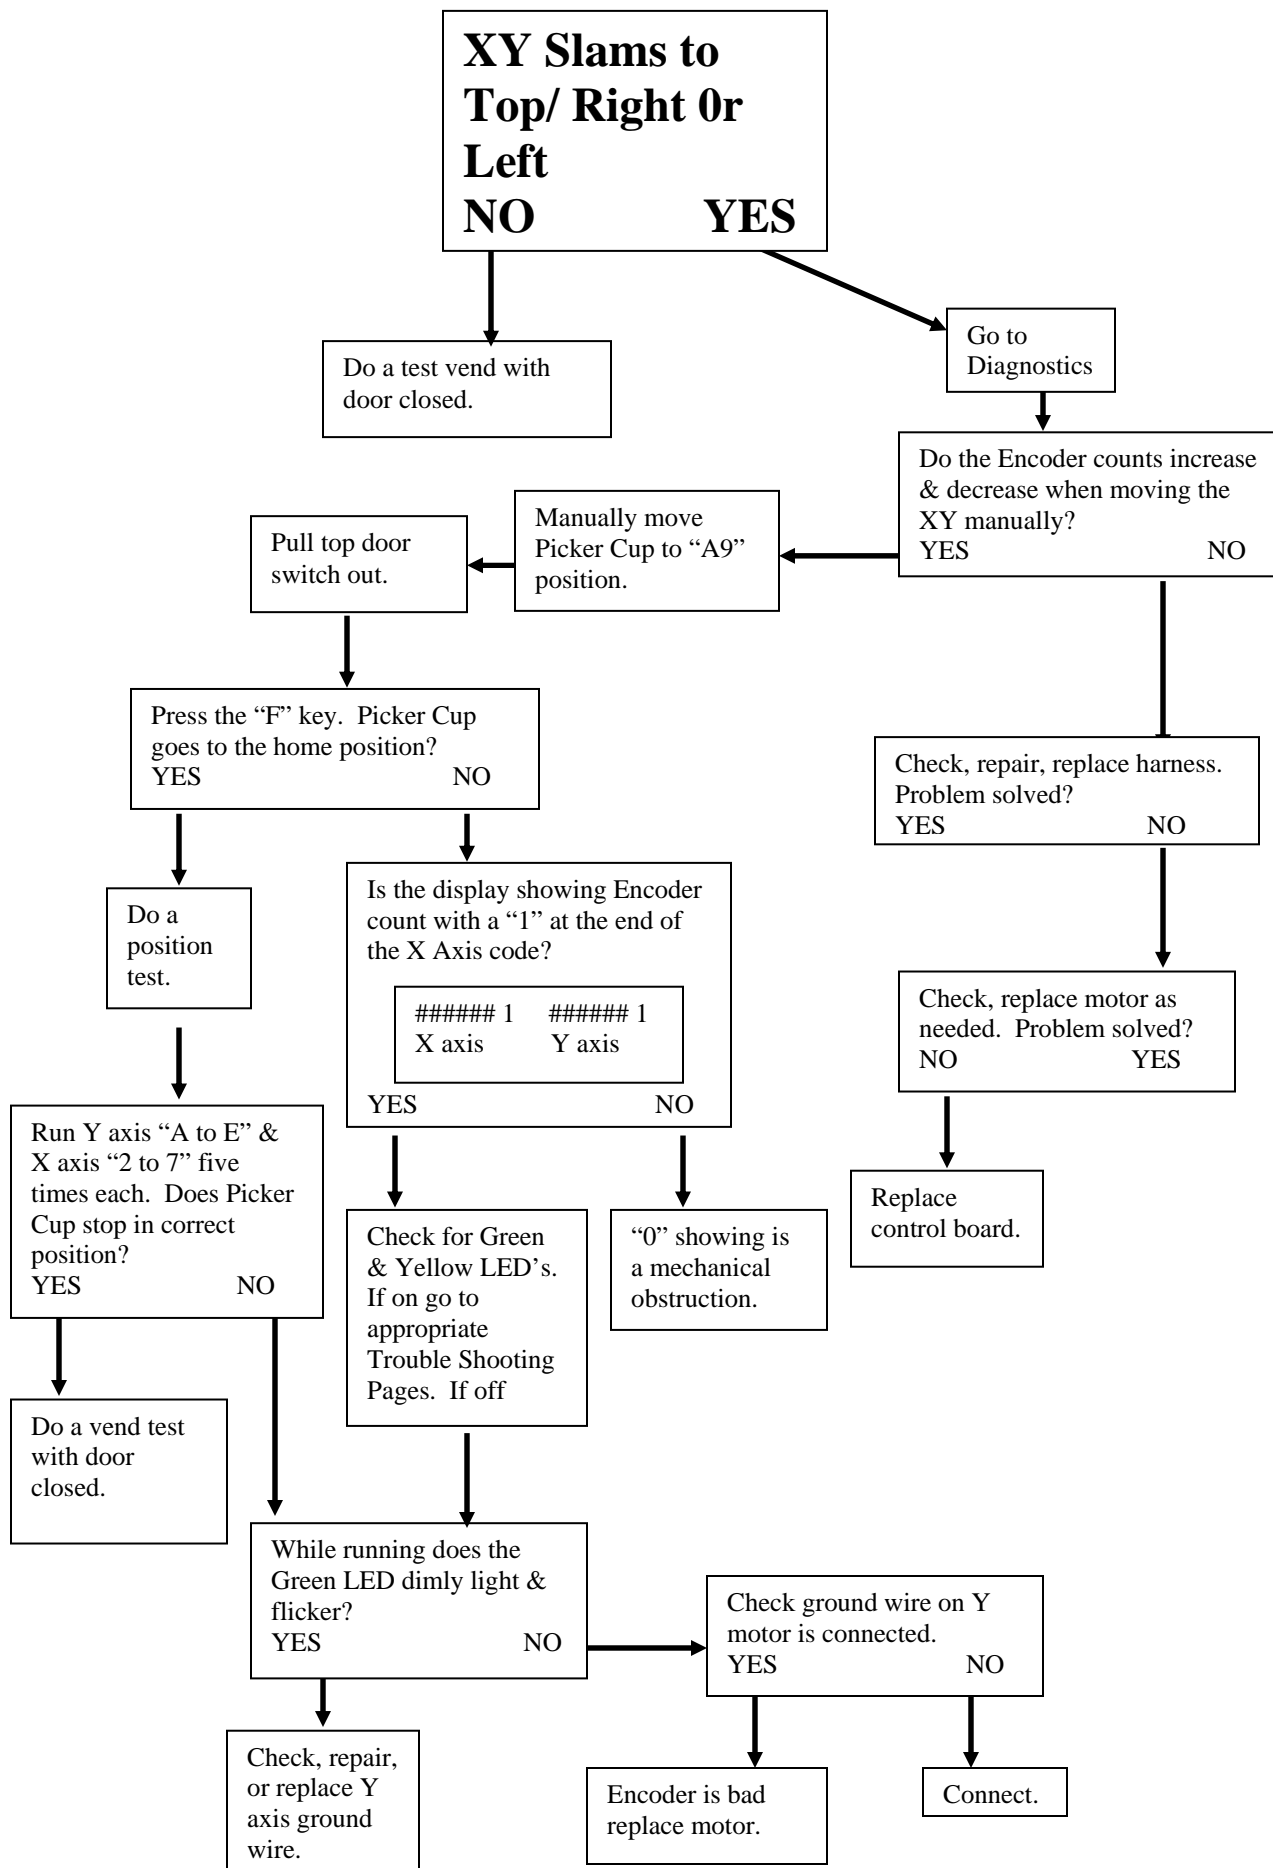 XY Slams to
Top/ Right 0r
Left
NO YES
Do a test vend with
door closed.
Go to
Diagnostics
Do the Encoder counts increase
& decrease when moving the
XY manually?
YES NO
Manually move
Picker Cup to “A9”
position.
Pull top door
switch out.
Press the “F” key.  Picker Cup
goes to the home position?
YES NO
Check, repair, replace harness.
Problem solved?
YES NO
Do a
position
test.
Is the display showing Encoder
count with a “1” at the end of
the X Axis code?
###### 1 ###### 1
X axis Y axis
YES NO
Check, replace motor as
needed.  Problem solved?
NO YES
Run Y axis “A to E” &
X axis “2 to 7” five
times each.  Does Picker
Cup stop in correct
position?
YES NO
Replace
control board.
Check for Green
& Yellow LED’s.
If on go to
appropriate
Trouble Shooting
Pages.  If off
“0” showing is
a mechanical
obstruction.
Do a vend test
with door
closed.
While running does the
Green LED dimly light &
flicker?
YES NO
Check ground wire on Y
motor is connected.
YES NO
Check, repair,
or replace Y
axis ground
wire.
Encoder is bad
replace motor.
Connect.